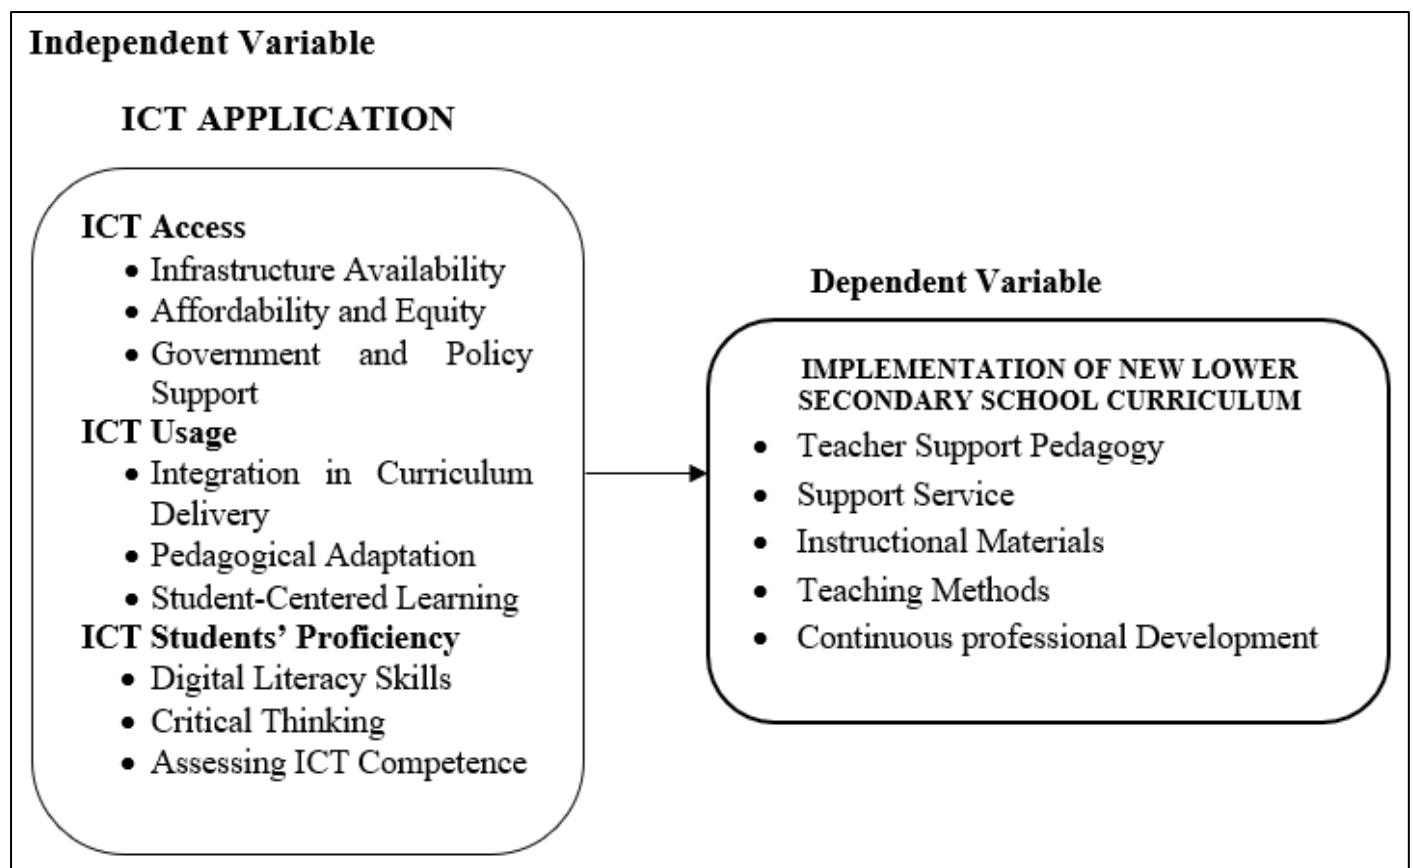 Independent Variable
ICT APPLICATION
ICT Access
• Infrastructure Availability
• Affordability and Equity
• Government and Policy
Support
ICT Usage
• Integration in Curriculum
Delivery
• Pedagogical Adaptation
• Student-Centered Learning
ICT Students’ Proficiency
• Digital Literacy Skills
• Critical Thinking
• Assessing ICT Competence
Dependent Variable
IMPLEMENTATION OF NEW LOWER
SECONDARY SCHOOL CURRICULUM
• Teacher Support Pedagogy
• Support Service
• Instructional Materials
• Teaching Methods
• Continuous professional Development